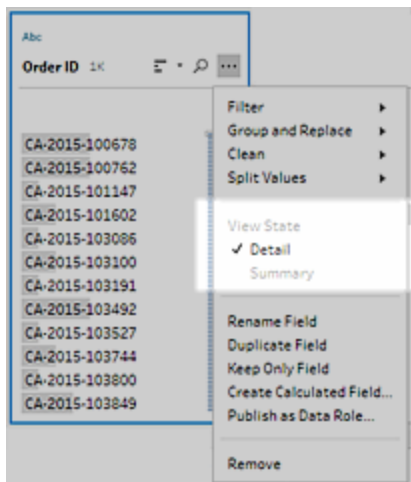 Abc
Order ID 1K
Filter
Group and Replace
Clean
Split Values
View State
✓ Detail
Summary
Rename Field
Duplicate Field
Keep Only Field
Create Calculated Field...
Publish as Data Role...
Remove
CA-2015-100678
CA-2015-100762
CA-2015-101147
CA-2015-101602
CA-2015-103086
CA-2015-103100
CA-2015-103191
CA-2015-103492
CA-2015-103527
CA-2015-103744
CA-2015-103800
CA-2015-103849